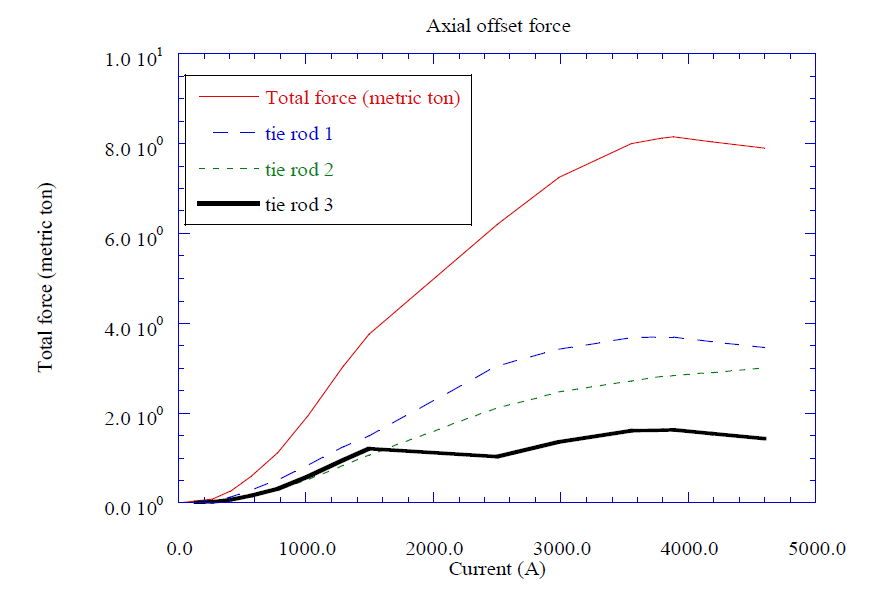 Axial offset force
1.0 10¹
8.0 10⁰
6.0 10⁰
4.0 10⁰
2.0 10⁰
0.0 10⁰
Total force (metric ton)
Total force (metric ton)
tie rod 1
tie rod 2
tie rod 3
0.0 1000.0 2000.0 3000.0 4000.0 5000.0
Current (A)